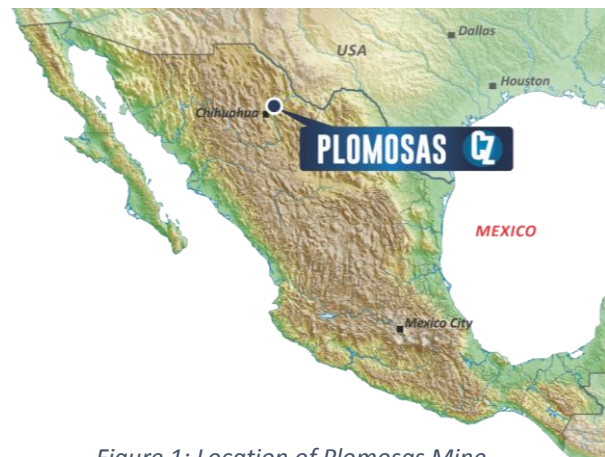 Dallas
USA
Houston
Chihuahua
PLOMOSAS CZ
MEXICO
Mexico City
Figure 1: Location of Plomosas Mine